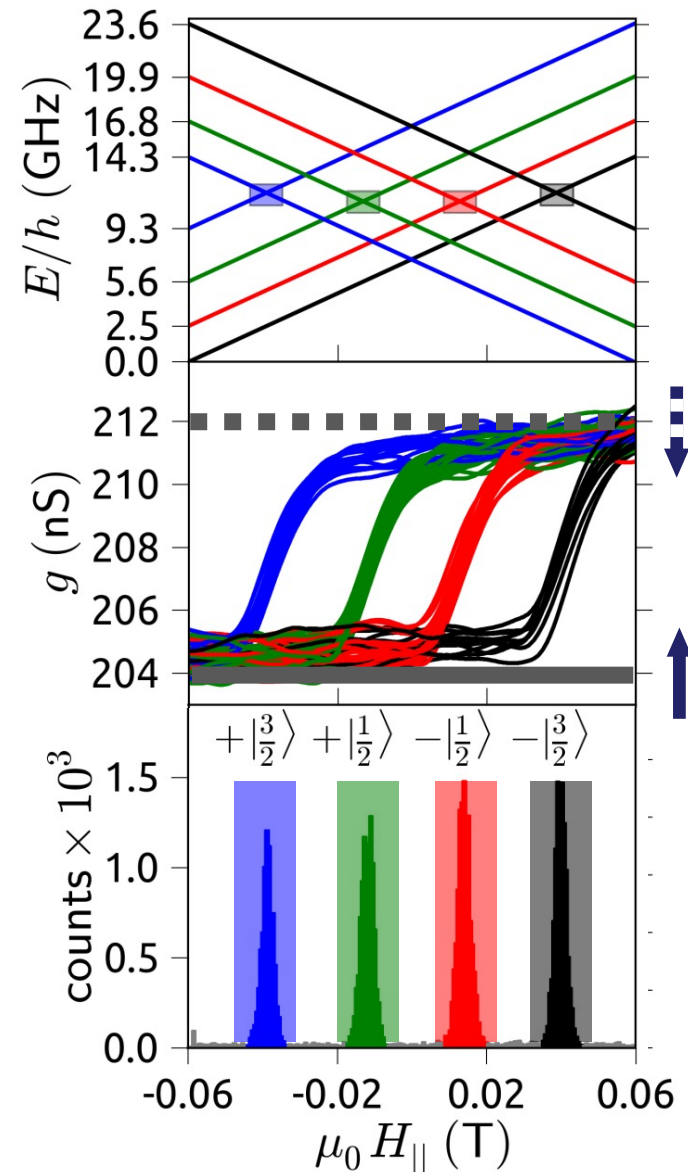 23.6
19.9
16.8
14.3
9.3
5.6
2.5
0.0
E/h (GHz)
212
210
208
206
204
g (nS)
+|3/2⟩ +|1/2⟩ -|1/2⟩ -|3/2⟩
1.5
1.0
0.5
0.0
counts × 10³
-0.06 -0.02 0.02 0.06
μ₀ H|| (T)